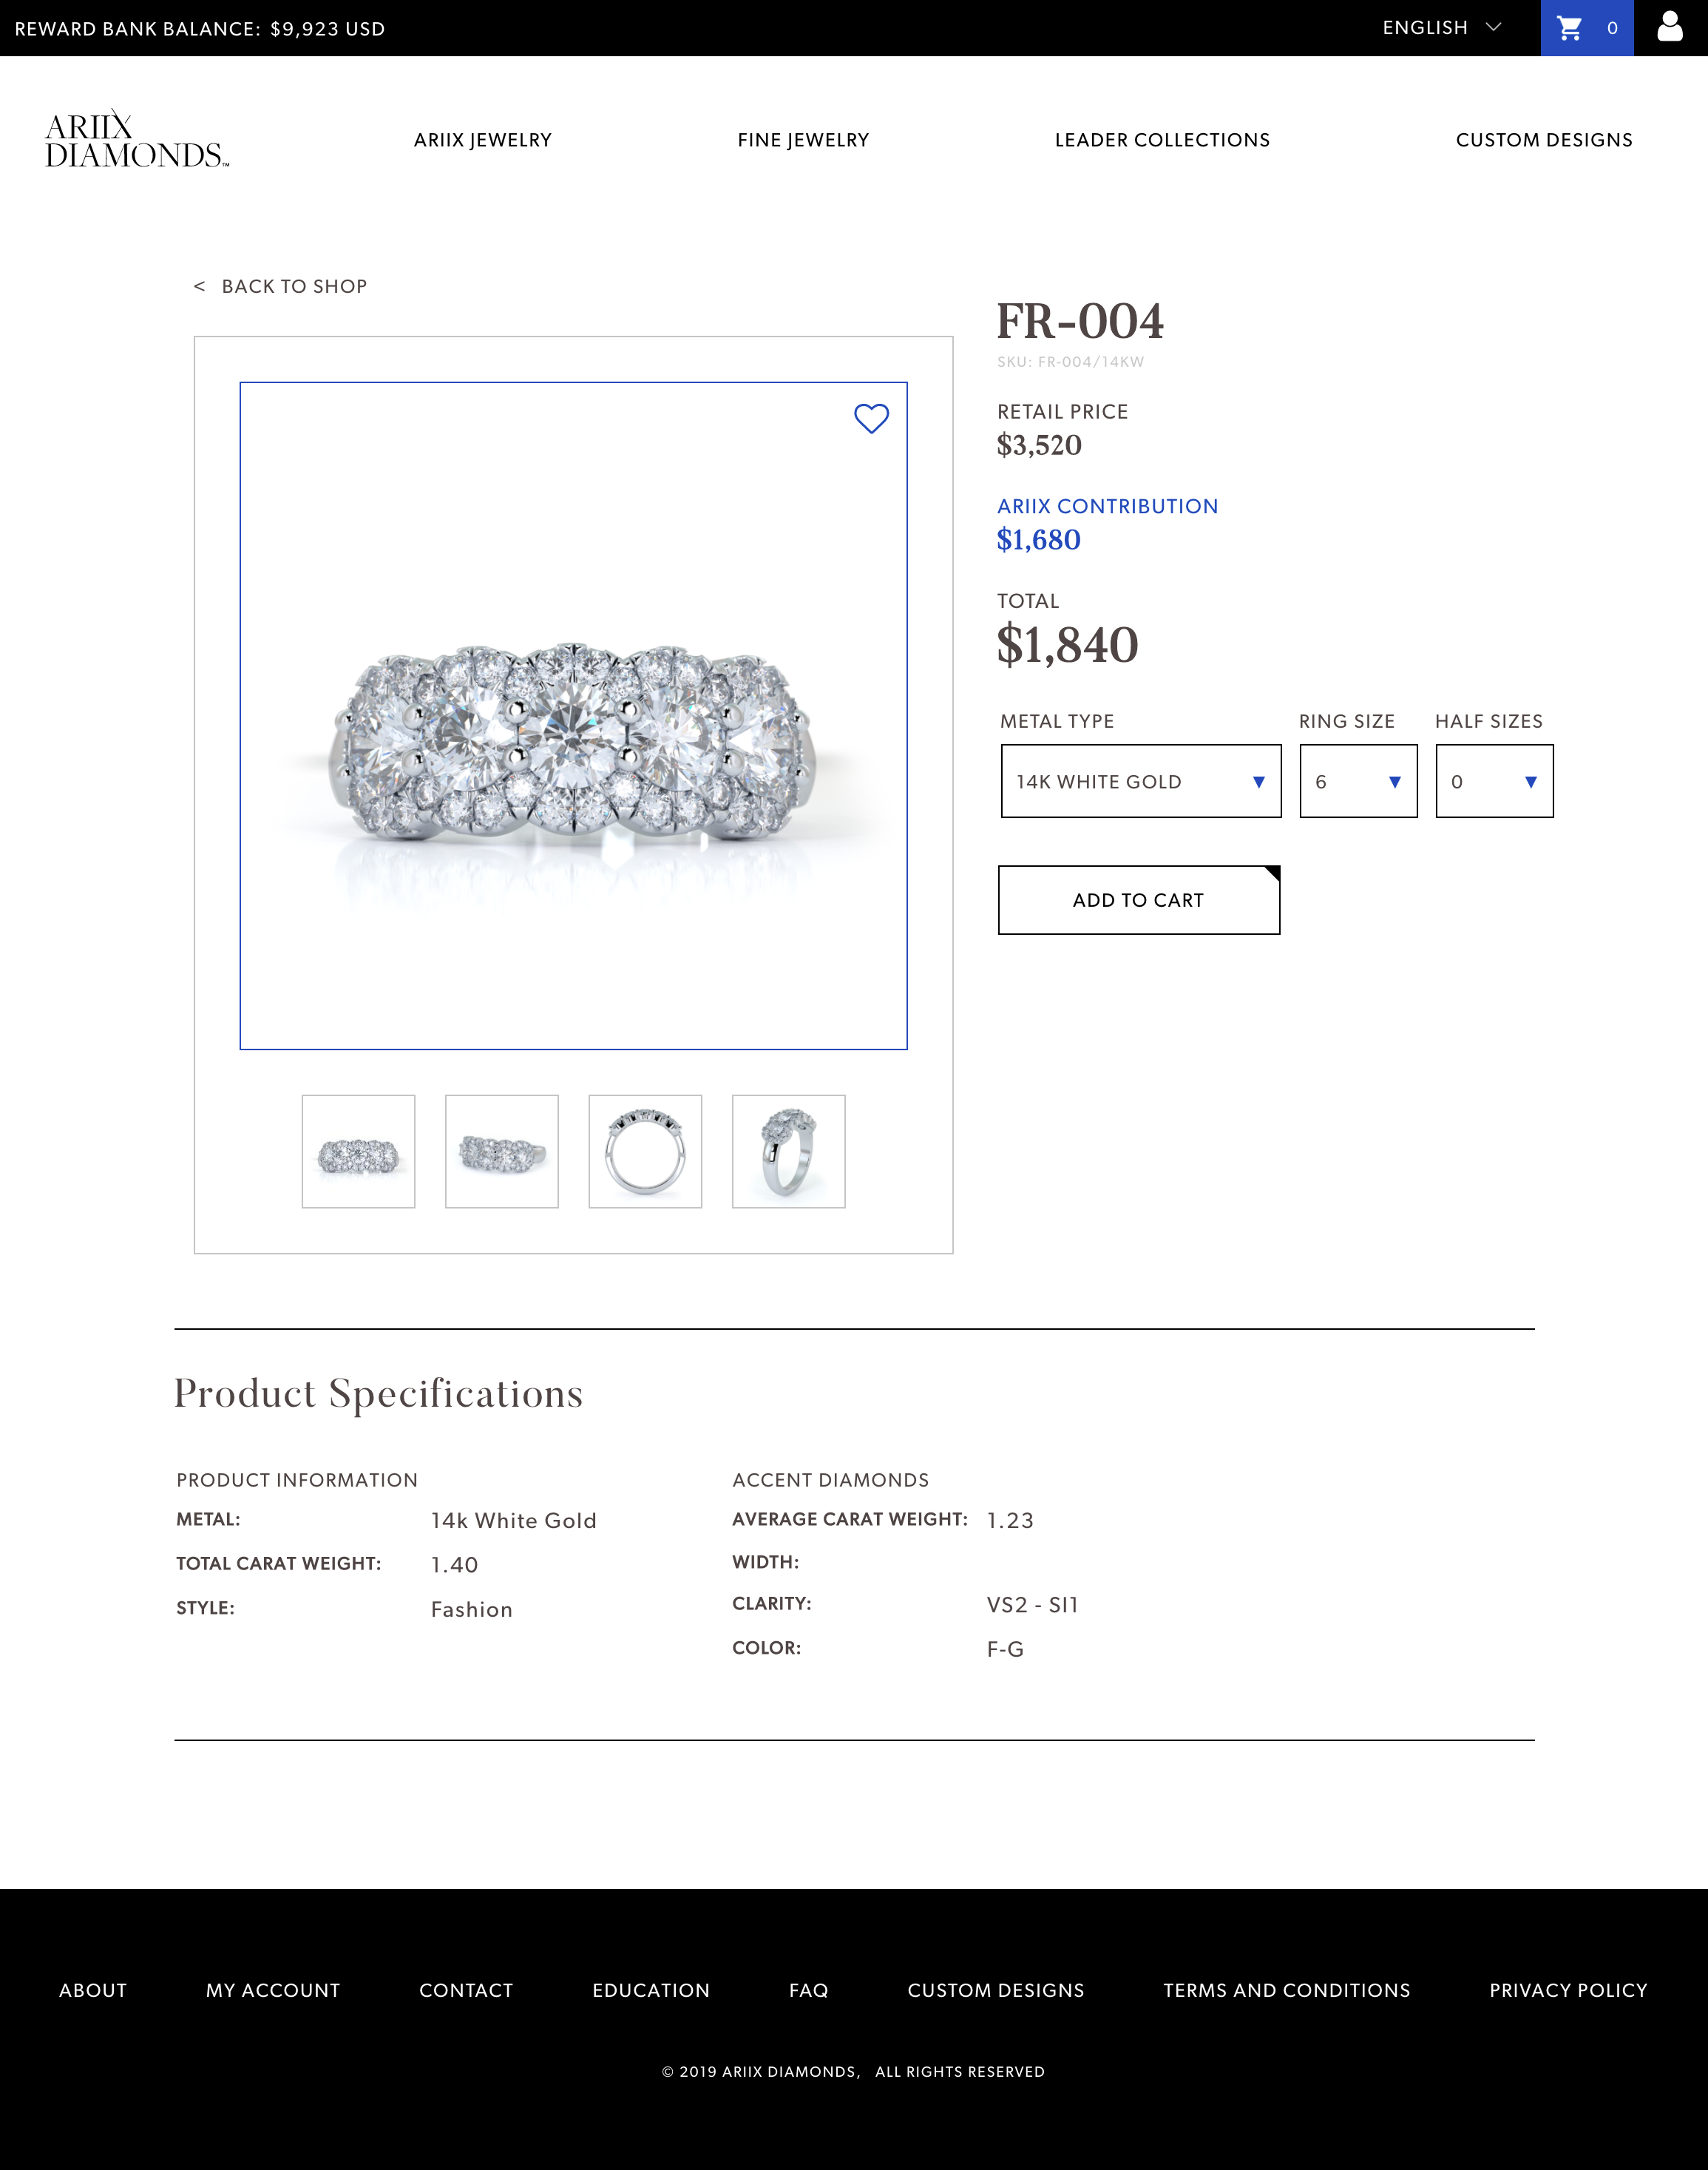 REWARD BANK BALANCE: $9,923 USD
ENGLISH
0
ARIIX
DIAMONDS™
ARIIX JEWELRY
FINE JEWELRY
LEADER COLLECTIONS
CUSTOM DESIGNS
< BACK TO SHOP
FR-004
SKU: FR-004/14KW
RETAIL PRICE
$3,520
ARIIX CONTRIBUTION
$1,680
TOTAL
$1,840
METAL TYPE
RING SIZE
HALF SIZES
14K WHITE GOLD
6
0
ADD TO CART
Product Specifications
PRODUCT INFORMATION
METAL: 14k White Gold
TOTAL CARAT WEIGHT: 1.40
STYLE: Fashion
ACCENT DIAMONDS
AVERAGE CARAT WEIGHT: 1.23
WIDTH:
CLARITY: VS2 - SI1
COLOR: F-G
ABOUT
MY ACCOUNT
CONTACT
EDUCATION
FAQ
CUSTOM DESIGNS
TERMS AND CONDITIONS
PRIVACY POLICY
© 2019 ARIIX DIAMONDS, ALL RIGHTS RESERVED